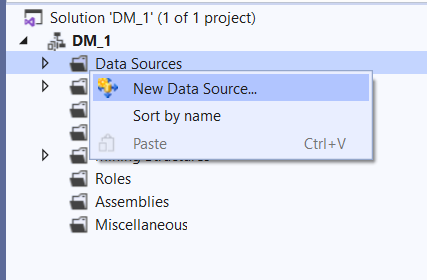 Solution 'DM_1' (1 of 1 project)
DM_1
Data Sources
New Data Source...
Sort by name
Paste Ctrl+V
Roles
Assemblies
Miscellaneous